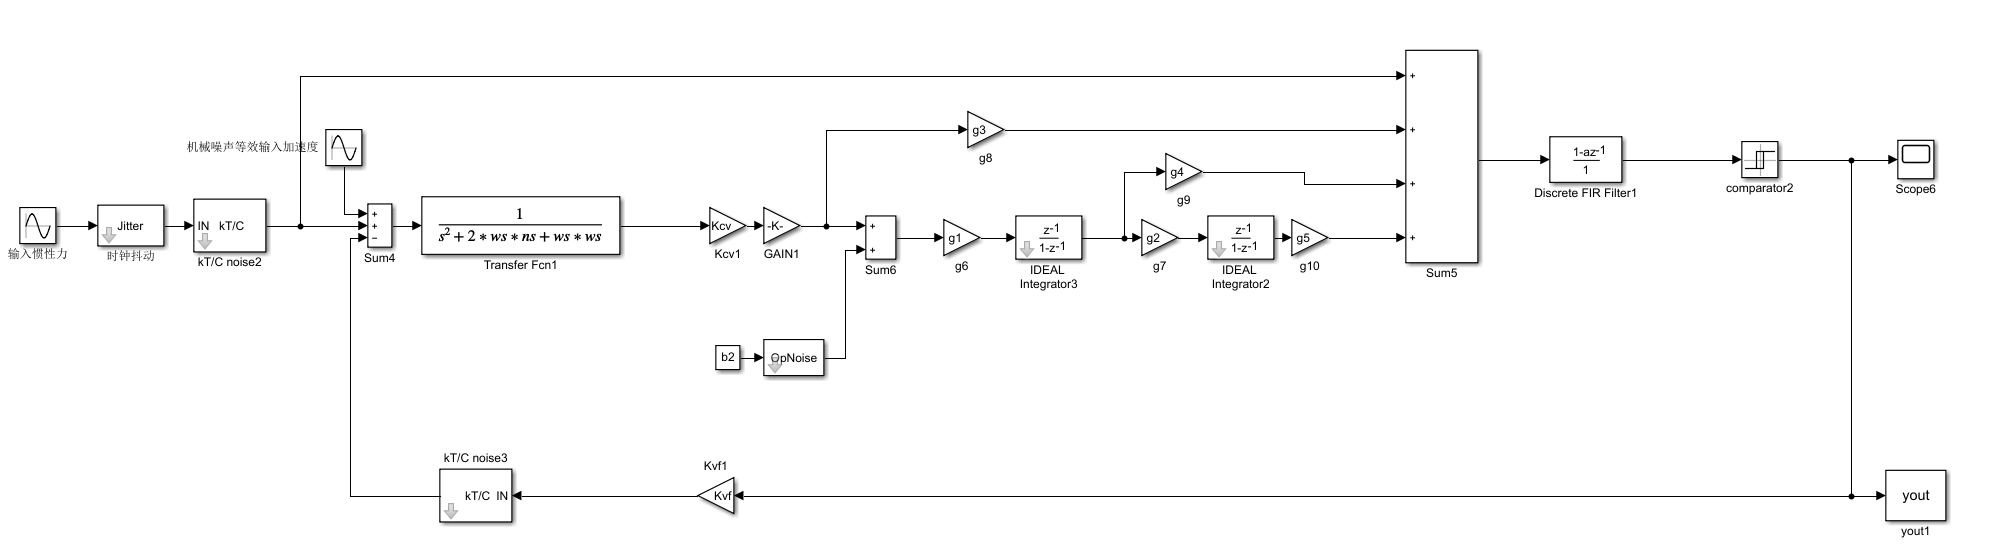 +
g3
+
g8
机械噪声等效输入加速度
1-az-1
1
Discrete FIR Filter1
comparator2
Scope6
g4
+
g9
Jitter
IN kT/C
+
+
−
1
s2 + 2 * ws * ns + ws * ws
Kcv
-K-
+
+
g1
z-1
1-z-1
g2
z-1
1-z-1
g5
+
输入惯性力
时钟抖动
kT/C noise2
Sum4
Transfer Fcn1
Kcv1
GAIN1
Sum6
g6
IDEAL
Integrator3
g7
IDEAL
Integrator2
g10
Sum5
b2
OpNoise
kT/C noise3
Kvf1
kT/C IN
Kvf
yout
yout1